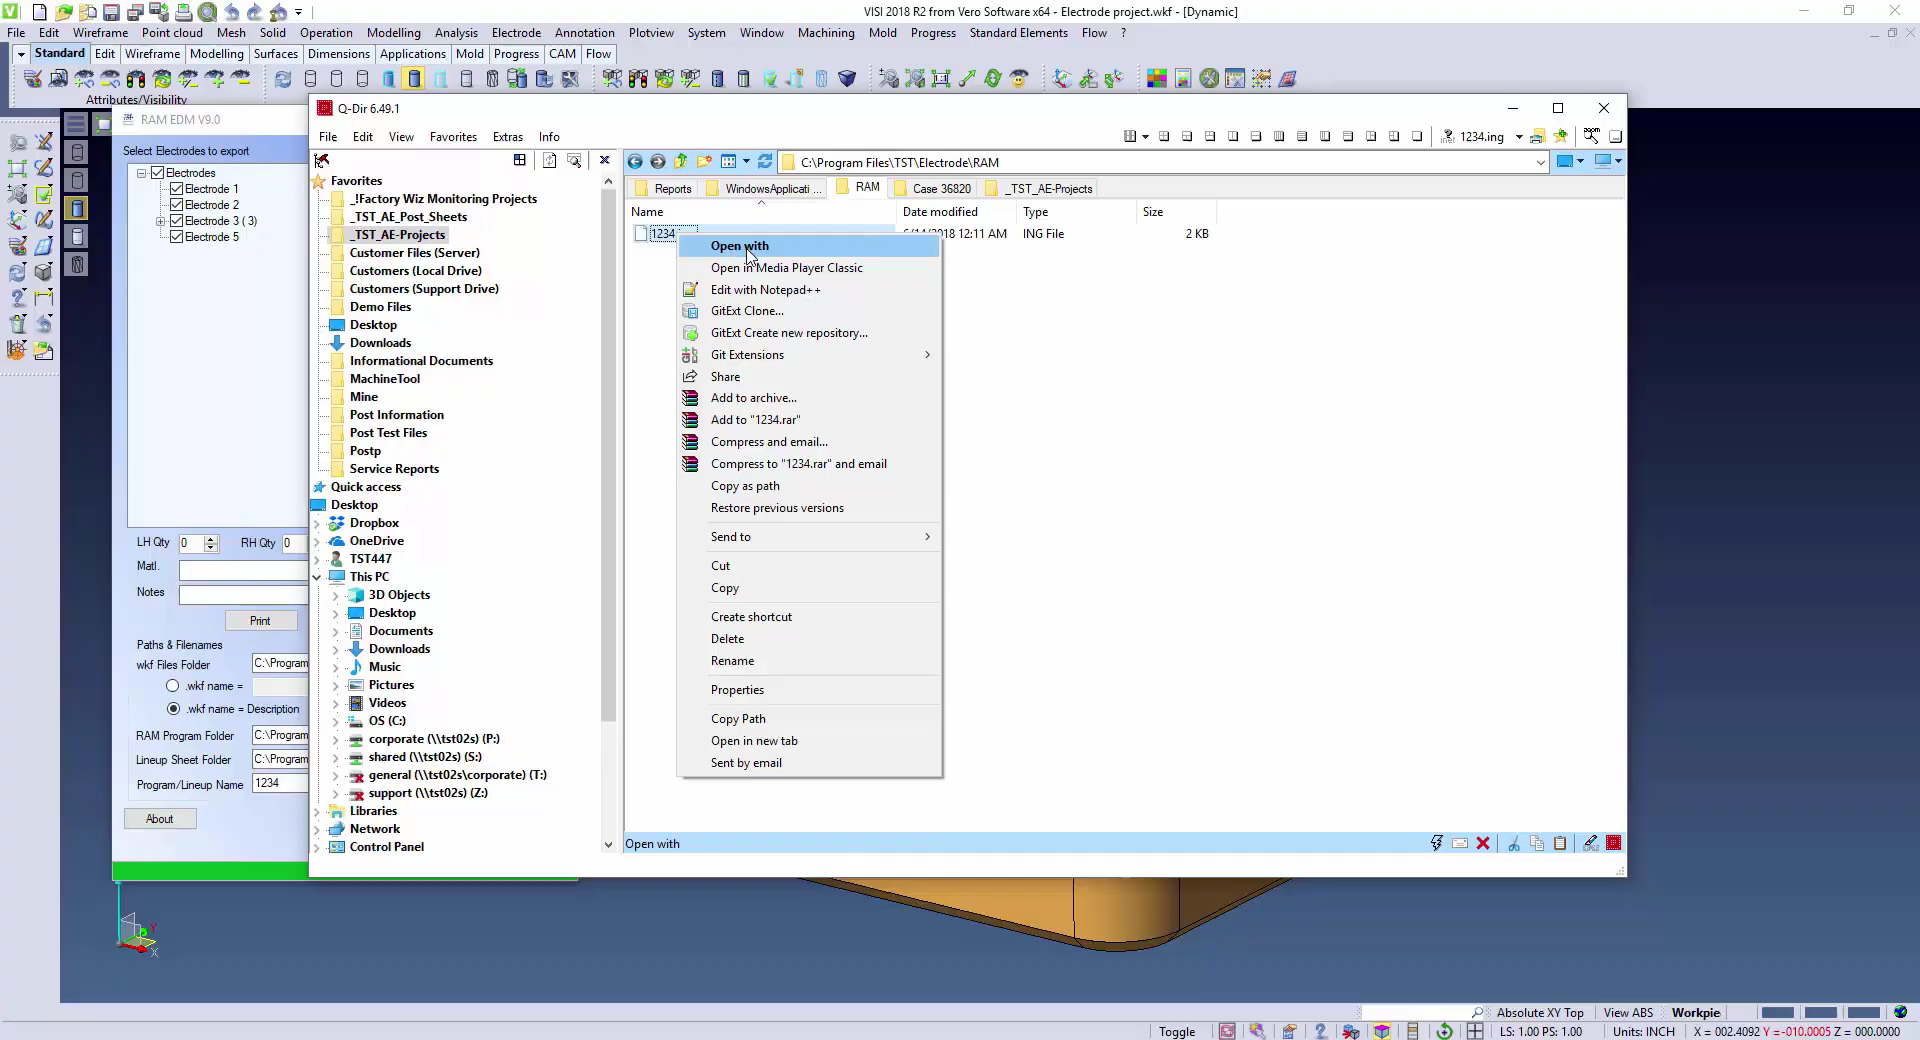 VISI 2018 R2 from Vero Software x64 - Electrode project.wkf - [Dynamic]
File Edit Wireframe Point cloud Mesh Solid Operation Modelling Analysis Electrode Annotation Plotview System Window Machining Mold Progress Standard Elements Flow ?
Standard Edit Wireframe Modelling Surfaces Dimensions Applications Mold Progress CAM Flow
Attributes/Visibility
RAM EDM V9.0
Select Electrodes to export
Electrodes
Electrode 1
Electrode 2
Electrode 3 ( 3)
Electrode 5
LH Qty 0 RH Qty 0
Matl.
Notes
Print
Paths & Filenames
wkf Files Folder C:\Program
.wkf name =
.wkf name = Description
RAM Program Folder C:\Program
Lineup Sheet Folder C:\Program
Program/Lineup Name 1234
About
Q-Dir 6.49.1
File Edit View Favorites Extras Info
1234.ing
C:\Program Files\TST\Electrode\RAM
Favorites
_!Factory Wiz Monitoring Projects
_TST_AE_Post_Sheets
_TST_AE-Projects
Customer Files (Server)
Customers (Local Drive)
Customers (Support Drive)
Demo Files
Desktop
Downloads
Informational Documents
MachineTool
Mine
Post Information
Post Test Files
Postp
Service Reports
Quick access
Desktop
Dropbox
OneDrive
TST447
This PC
3D Objects
Desktop
Documents
Downloads
Music
Pictures
Videos
OS (C:)
corporate (\\tst02s) (P:)
shared (\\tst02s) (S:)
general (\\tst02s\corporate) (T:)
support (\\tst02s) (Z:)
Libraries
Network
Control Panel
Reports WindowsApplicati ... RAM Case 36820 _TST_AE-Projects
Name Date modified Type Size
1234 6/14/2018 12:11 AM ING File 2 KB
Open with
Open in Media Player Classic
Edit with Notepad++
GitExt Clone...
GitExt Create new repository...
Git Extensions
Share
Add to archive...
Add to "1234.rar"
Compress and email...
Compress to "1234.rar" and email
Copy as path
Restore previous versions
Send to
Cut
Copy
Create shortcut
Delete
Rename
Properties
Copy Path
Open in new tab
Sent by email
Open with
Y
X
Absolute XY Top View ABS Workpie
Toggle LS: 1.00 PS: 1.00 Units: INCH X = 002.4092 Y =-010.0005 Z = 000.0000